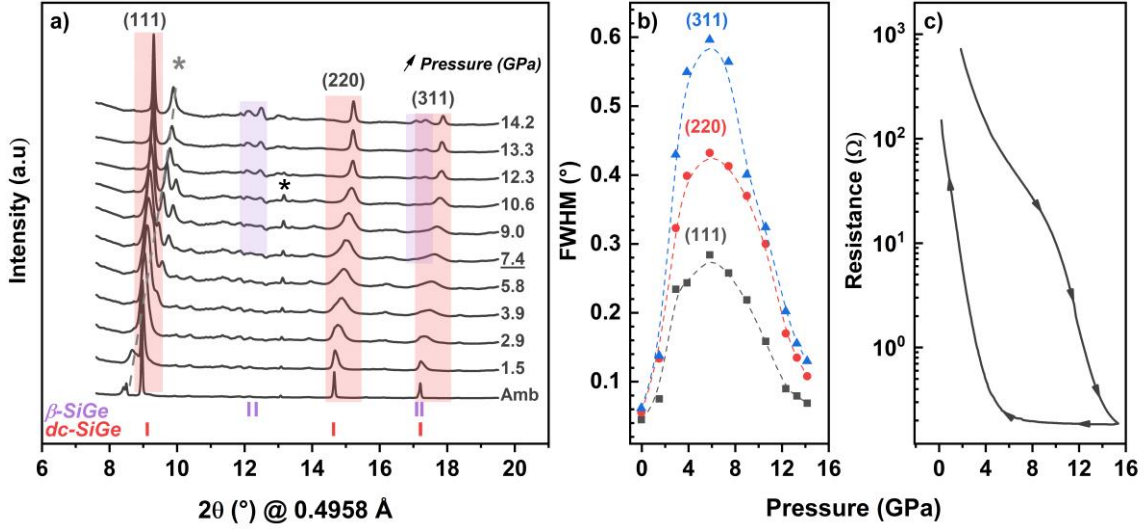 a)
(111)
*
Pressure (GPa)
(220)
(311)
14.2
13.3
12.3
*
10.6
9.0
7.4
5.8
3.9
2.9
1.5
Amb
β-SiGe
dc-SiGe
6 8 10 12 14 16 18 20
2θ (°) @ 0.4958 Å
Intensity (a.u)
b)
(311)
(220)
(111)
0.6
0.5
0.4
0.3
0.2
0.1
FWHM (°)
0 4 8 12 16
c)
10³
10²
10¹
10⁰
Resistance (Ω)
0 4 8 12 16
Pressure (GPa)